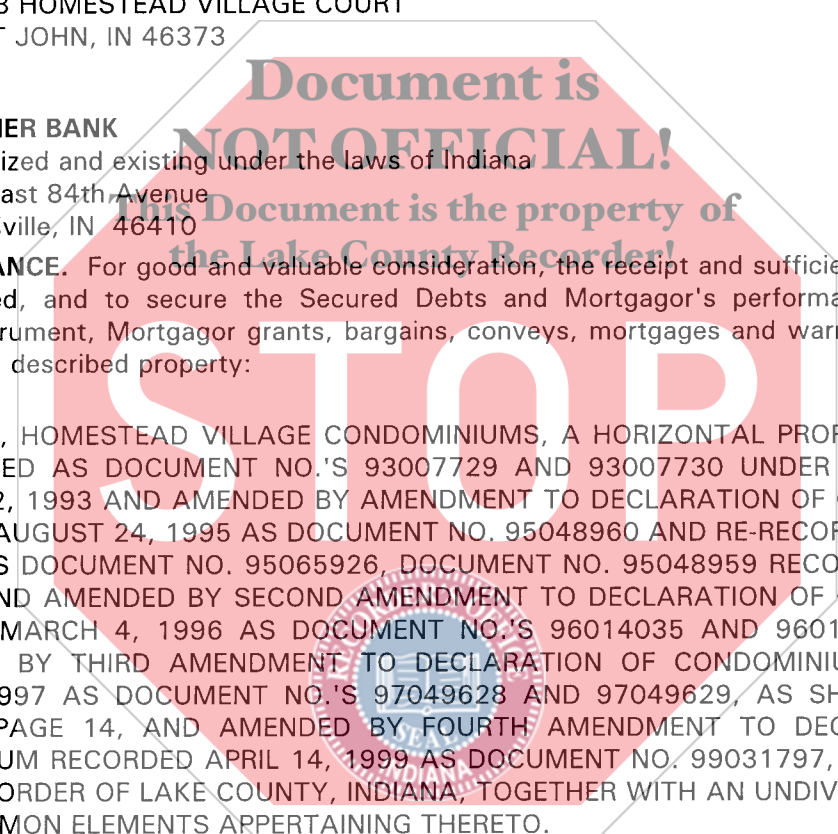 3 HOMESTEAD VILLAGE COURT
T JOHN, IN 46373
Document is
NOT OFFICIAL!
This Document is the property of
the Lake County Recorder!
IER BANK
ized and existing under the laws of Indiana
ast 84th Avenue
ville, IN 46410
ANCE. For good and valuable consideration, the receipt and sufficie
ed, and to secure the Secured Debts and Mortgagor's performa
rument, Mortgagor grants, bargains, conveys, mortgages and warr
described property:
STOP
, HOMESTEAD VILLAGE CONDOMINIUMS, A HORIZONTAL PROP
ED AS DOCUMENT NO.'S 93007729 AND 93007730 UNDER
2, 1993 AND AMENDED BY AMENDMENT TO DECLARATION OF
AUGUST 24, 1995 AS DOCUMENT NO. 95048960 AND RE-RECOR
S DOCUMENT NO. 95065926, DOCUMENT NO. 95048959 RECO
ND AMENDED BY SECOND AMENDMENT TO DECLARATION OF
MARCH 4, 1996 AS DOCUMENT NO.'S 96014035 AND 9601
BY THIRD AMENDMENT TO DECLARATION OF CONDOMINIU
997 AS DOCUMENT NO.'S 97049628 AND 97049629, AS SH
PAGE 14, AND AMENDED BY FOURTH AMENDMENT TO DEC
UM RECORDED APRIL 14, 1999 AS DOCUMENT NO. 99031797,
ORDER OF LAKE COUNTY, INDIANA, TOGETHER WITH AN UNDIV
MON ELEMENTS APPERTAINING THERETO.
SEAL
INDIANA